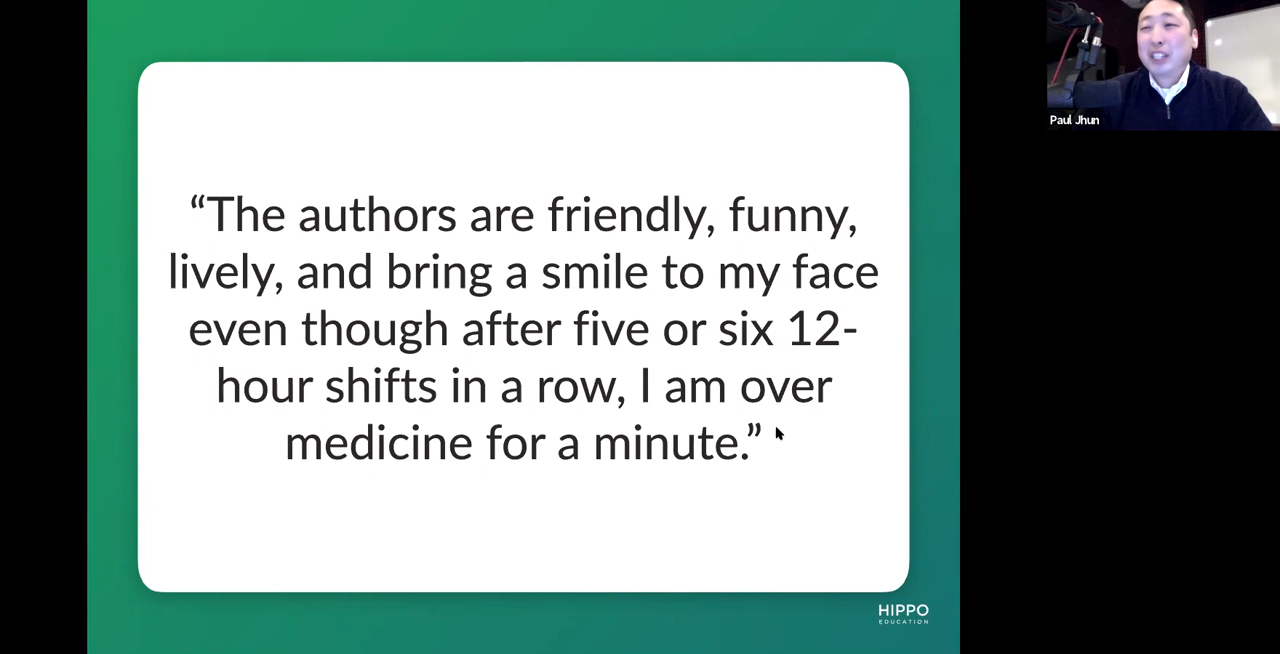 “The authors are friendly, funny,
lively, and bring a smile to my face
even though after five or six 12-
hour shifts in a row, I am over
medicine for a minute.”
HIPPO
EDUCATION
Paul Jhun